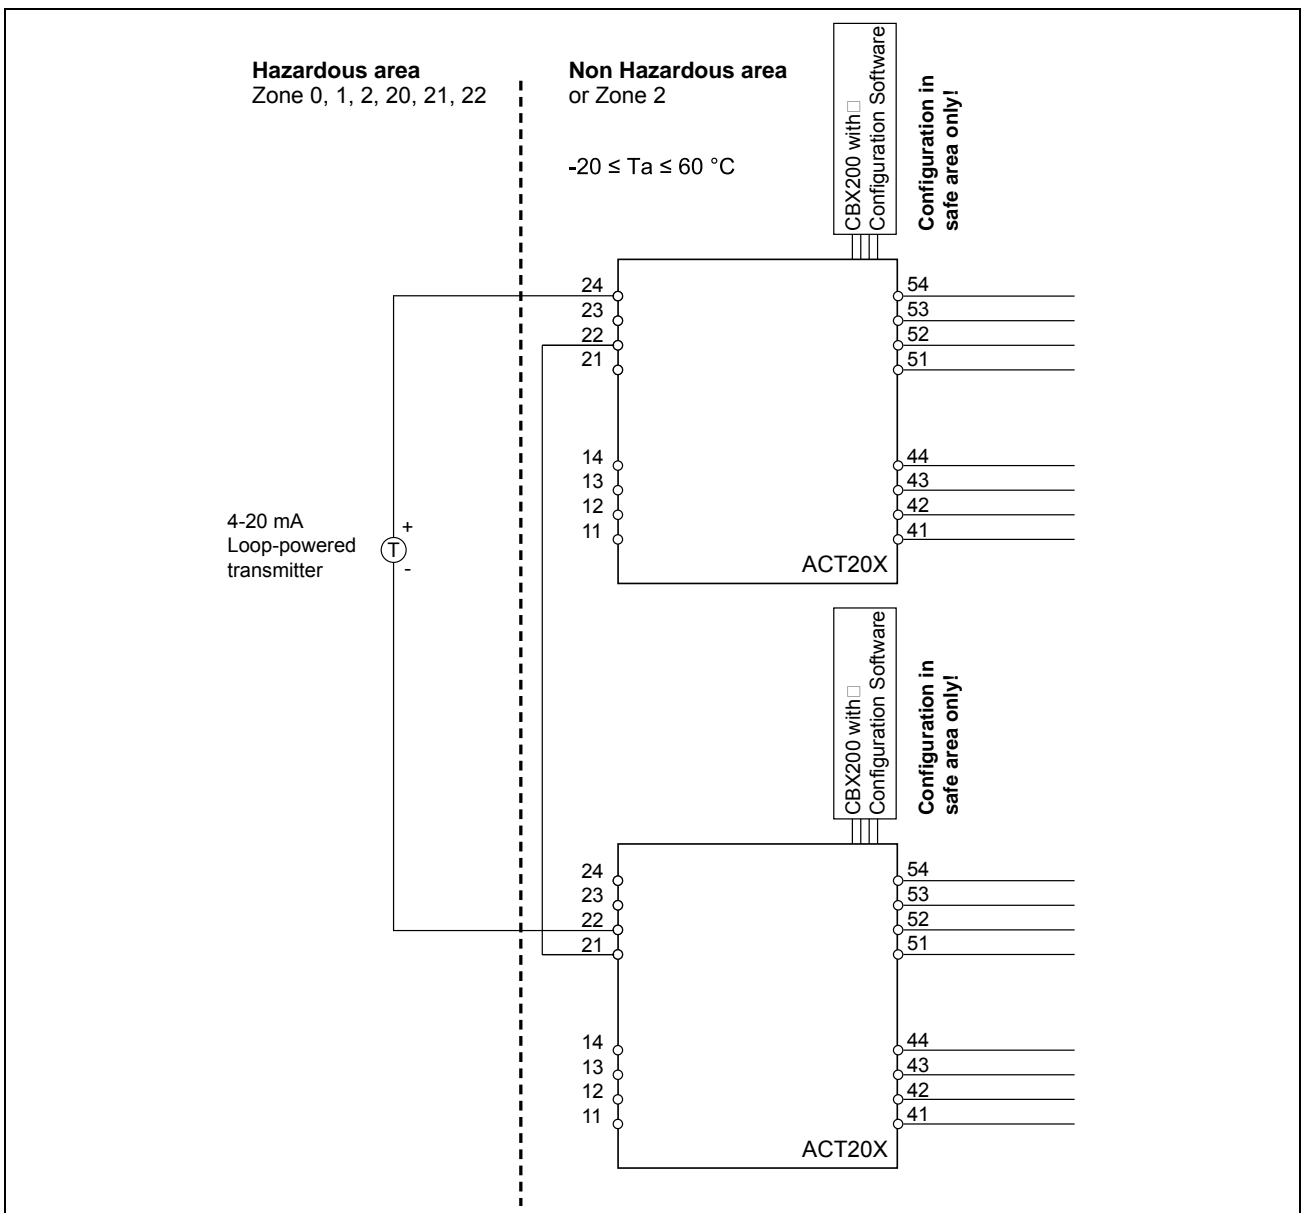 Hazardous area
Zone 0, 1, 2, 20, 21, 22
Non Hazardous area
or Zone 2
-20 ≤ Ta ≤ 60 °C
CBX200 with□
Configuration Software
Configuration in
safe area only!
24
23
22
21
14
13
12
11
54
53
52
51
44
43
42
41
ACT20X
4-20 mA
Loop-powered
transmitter
+
T
-
CBX200 with□
Configuration Software
Configuration in
safe area only!
24
23
22
21
14
13
12
11
54
53
52
51
44
43
42
41
ACT20X